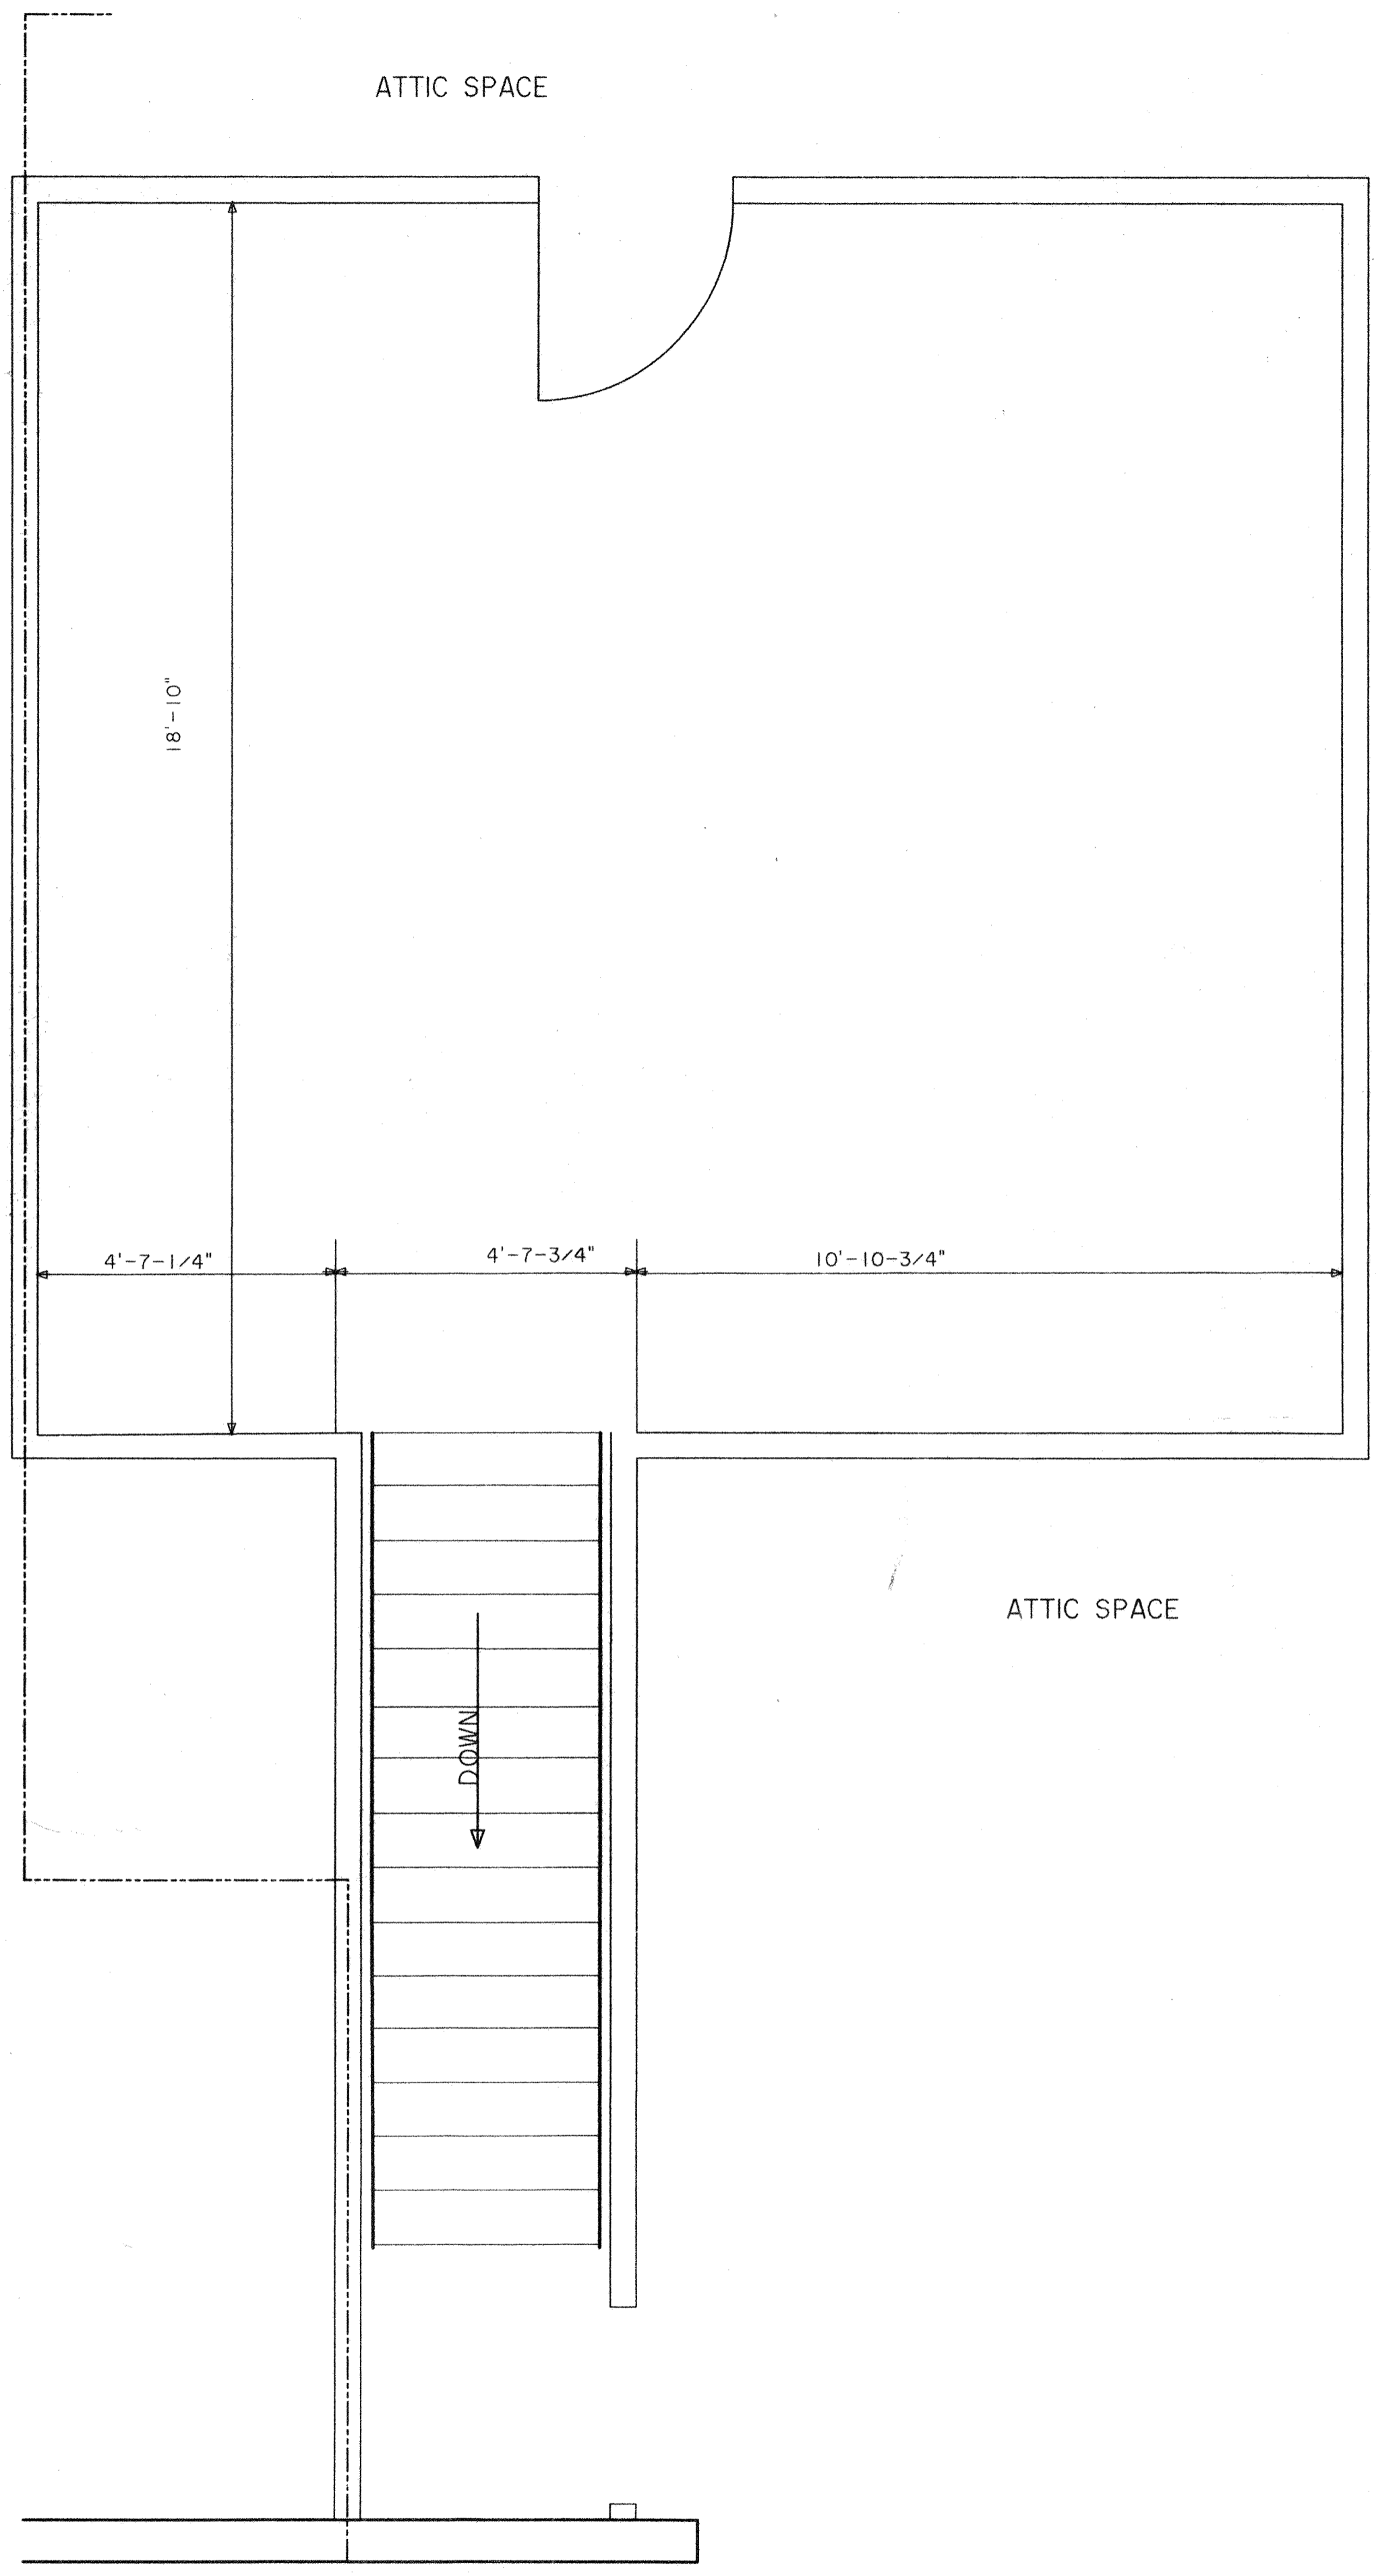 ATTIC SPACE
18'-10"
4'-7-1/4"
4'-7-3/4"
10'-10-3/4"
ATTIC SPACE
DOWN